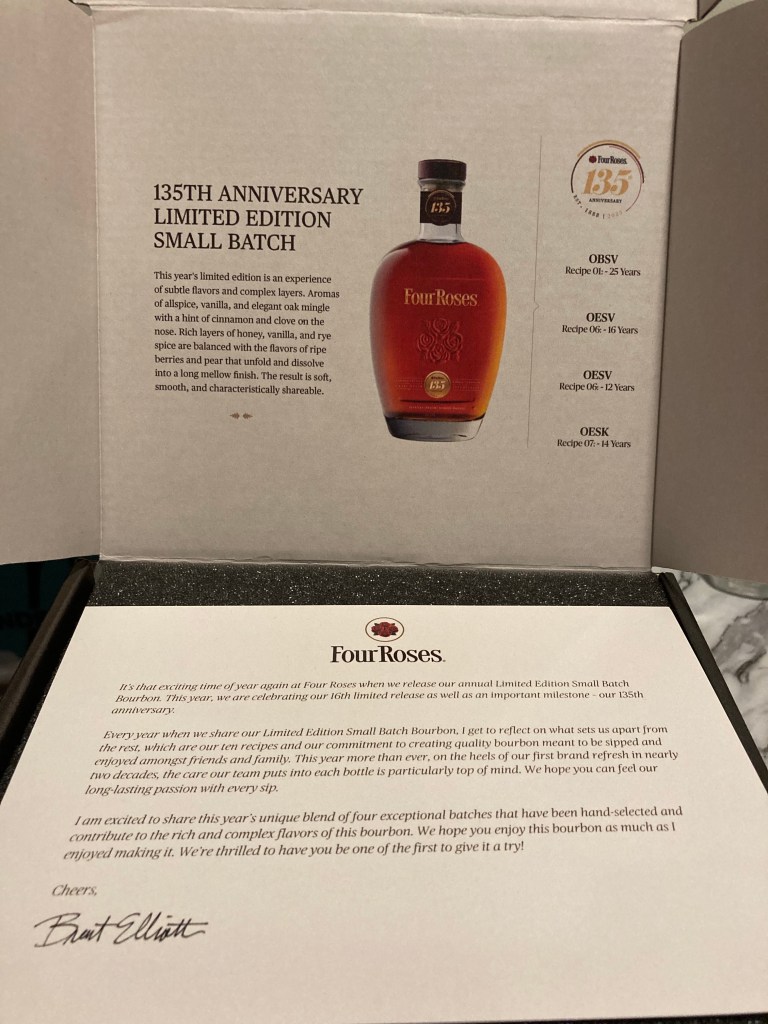 135TH ANNIVERSARY
LIMITED EDITION
SMALL BATCH
This year's limited edition is an experience
of subtle flavors and complex layers. Aromas
of allspice, vanilla, and elegant oak mingle
with a hint of cinnamon and clove on the
nose. Rich layers of honey, vanilla, and rye
spice are balanced with the flavors of ripe
berries and pear that unfold and dissolve
into a long mellow finish. The result is soft,
smooth, and characteristically shareable.
135
Four Roses
135
Four Roses
135
ANNIVERSARY
EST. 1888
OBSV
Recipe 01: - 25 Years
OESV
Recipe 06: - 16 Years
OESV
Recipe 06: - 12 Years
OESK
Recipe 07: - 14 Years
Four Roses.
It's that exciting time of year again at Four Roses when we release our annual Limited Edition Small Batch
Bourbon. This year, we are celebrating our 16th limited release as well as an important milestone - our 135th
anniversary.
Every year when we share our Limited Edition Small Batch Bourbon, I get to reflect on what sets us apart from
the rest, which are our ten recipes and our commitment to creating quality bourbon meant to be sipped and
enjoyed amongst friends and family. This year more than ever, on the heels of our first brand refresh in nearly
two decades, the care our team puts into each bottle is particularly top of mind. We hope you can feel our
long-lasting passion with every sip.
I am excited to share this year's unique blend of four exceptional batches that have been hand-selected and
contribute to the rich and complex flavors of this bourbon. We hope you enjoy this bourbon as much as I
enjoyed making it. We're thrilled to have you be one of the first to give it a try!
Cheers,
Brent Elliott